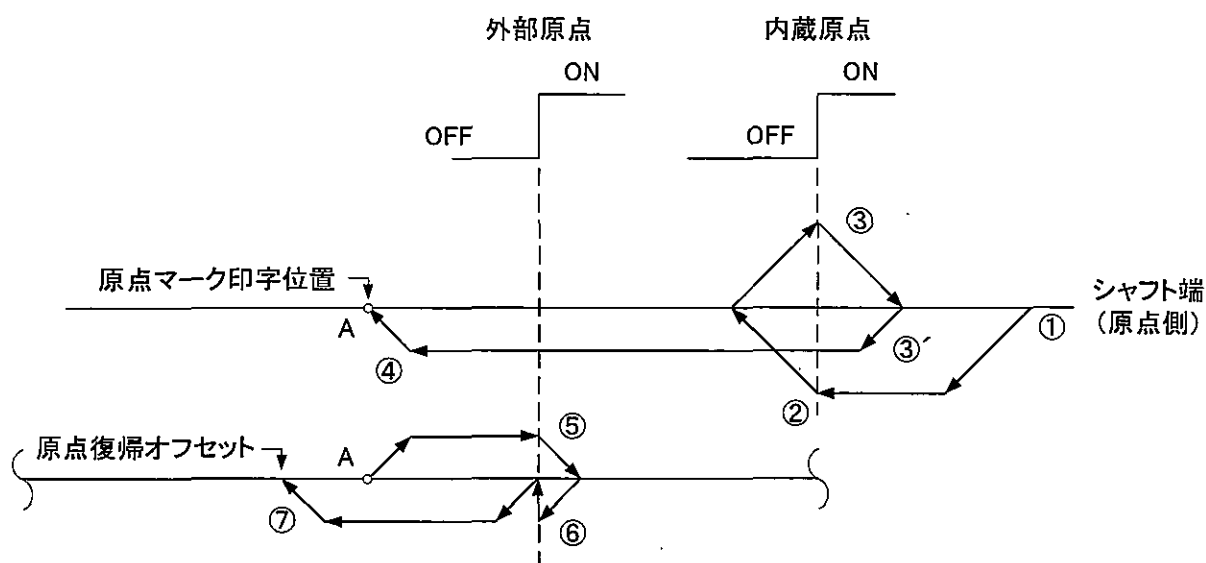 外部原点
内蔵原点
ON
ON
OFF
OFF
③
原点マーク印字位置
シャフト端
(原点側)
A
①
③´
④
②
原点復帰オフセット
A
⑤
⑦
⑥